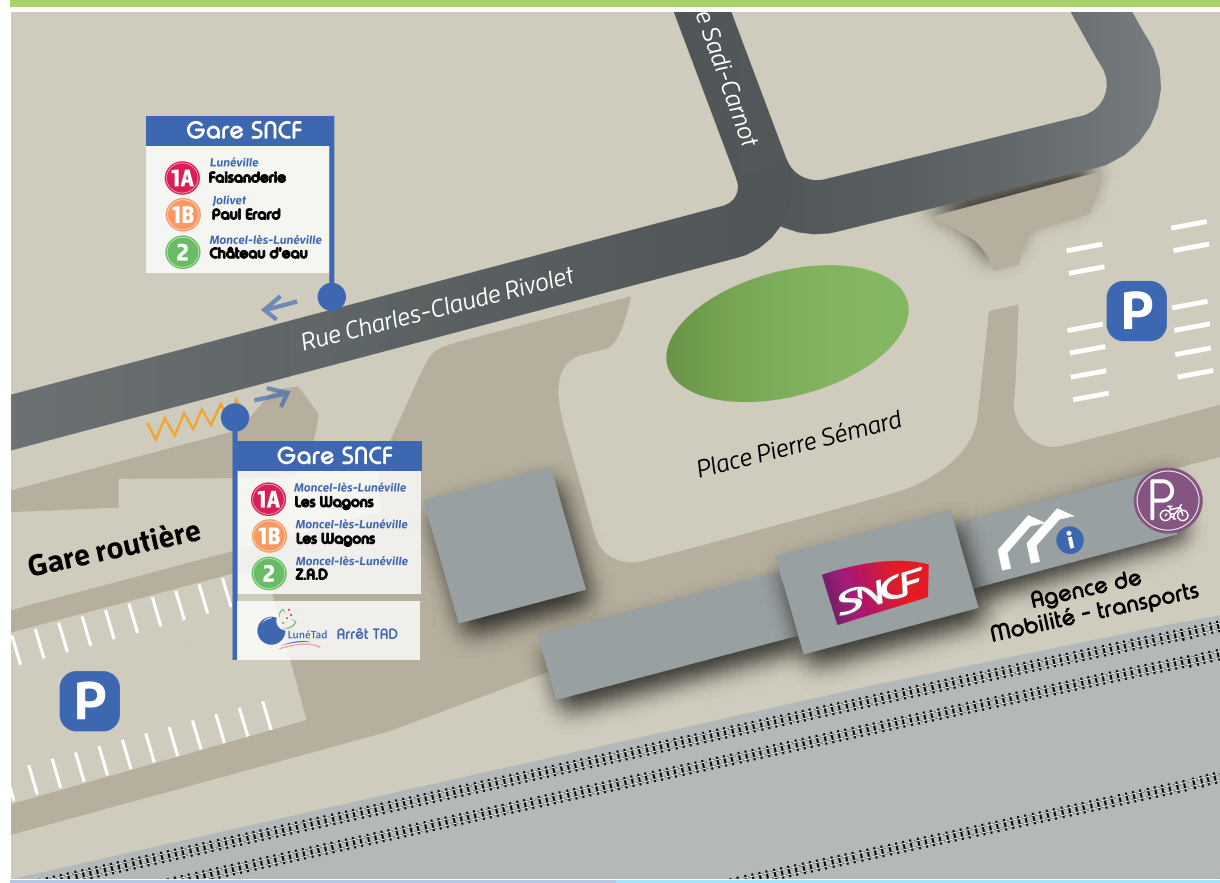 e Sadi-Carnot
Gare SNCF
1A
Lunéville
Faisanderie
1B
Jolivet
Paul Erard
2
Moncel-lès-Lunéville
Château d'eau
Rue Charles-Claude Rivolet
P
Place Pierre Sémard
Gare SNCF
1A
Moncel-lès-Lunéville
Les Wagons
1B
Moncel-lès-Lunéville
Les Wagons
2
Moncel-lès-Lunéville
Z.A.D
LunéTad
Arrêt TAD
Gare routière
P
SNCF
i
P
Agence de
Mobilité - transports